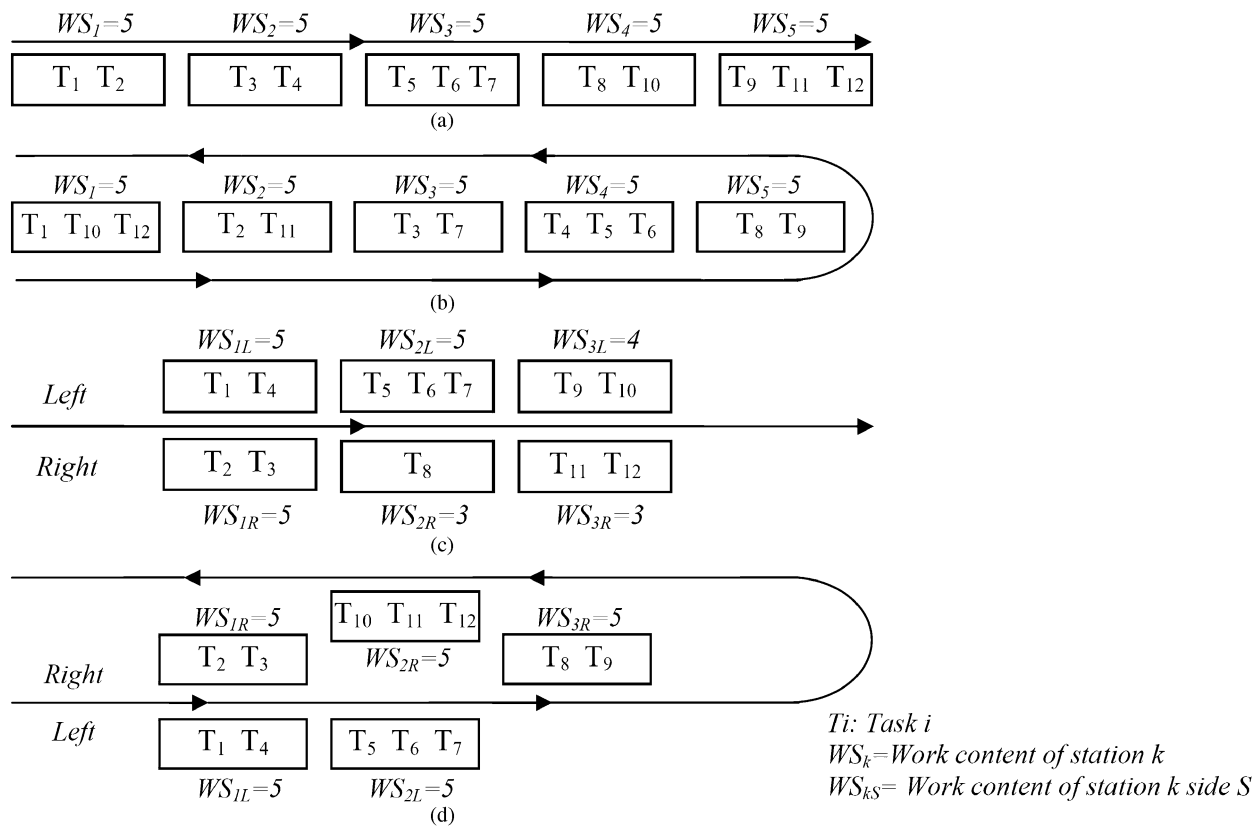 WS₁=5 WS₂=5 WS₃=5 WS₄=5 WS₅=5
T₁ T₂ T₃ T₄ T₅ T₆ T₇ T₈ T₁₀ T₉ T₁₁ T₁₂
(a)
WS₁=5 WS₂=5 WS₃=5 WS₄=5 WS₅=5
T₁ T₁₀ T₁₂ T₂ T₁₁ T₃ T₇ T₄ T₅ T₆ T₈ T₉
(b)
WS₁L=5 WS₂L=5 WS₃L=4
Left T₁ T₄ T₅ T₆ T₇ T₉ T₁₀
Right T₂ T₃ T₈ T₁₁ T₁₂
WS₁R=5 WS₂R=3 WS₃R=3
(c)
WS₁R=5 T₁₀ T₁₁ T₁₂ WS₃R=5
Right T₂ T₃ WS₂R=5 T₈ T₉
Left T₁ T₄ T₅ T₆ T₇
WS₁L=5 WS₂L=5
(d)
Ti: Task i
WSₖ=Work content of station k
WSₖS= Work content of station k side S